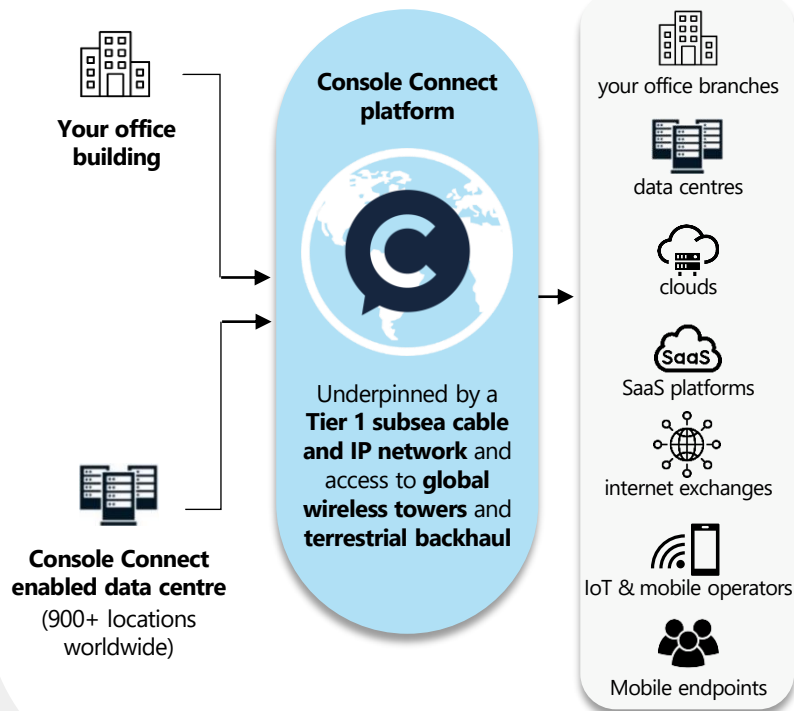 Your office
building
Console Connect
enabled data centre
(900+ locations
worldwide)
Console Connect
platform
C
Underpinned by a
Tier 1 subsea cable
and IP network and
access to global
wireless towers and
terrestrial backhaul
your office branches
data centres
clouds
SaaS
SaaS platforms
internet exchanges
IoT & mobile operators
Mobile endpoints